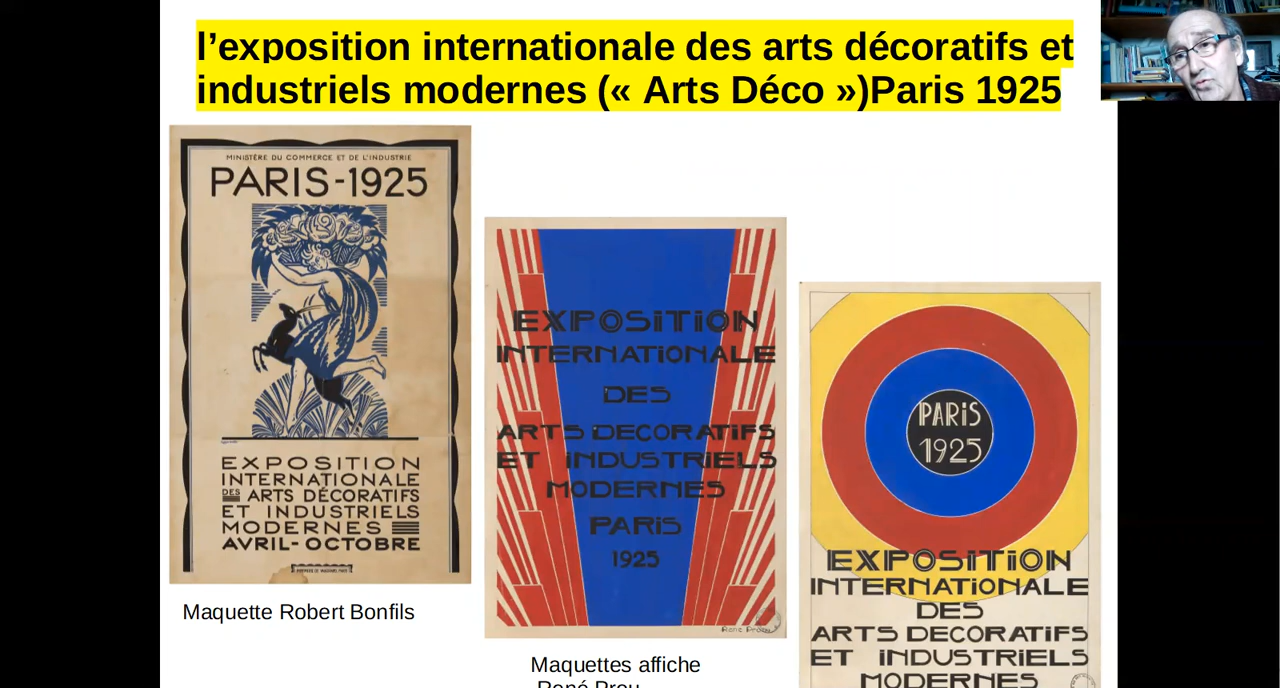 l’exposition internationale des arts décoratifs et
industriels modernes (« Arts Déco »)Paris 1925
MINISTÈRE DU COMMERCE ET DE L'INDUSTRIE
PARIS-1925
EXPOSITION
INTERNATIONALE
DES ARTS DÉCORATIFS
ET INDUSTRIELS
MODERNES
AVRIL-OCTOBRE
Maquette Robert Bonfils
EXPOSiTiON
INTERNATiONALE
DES
ARTS DECORATiFS
ET iNDUSTRiELS
MODERNES
PARiS
1925
Maquettes affiche
René Prou
PARiS
1925
EXPOSiTiON
INTERNATiONALE
DES
ARTS DECORATiFS
ET iNDUSTRiELS
MODERNES